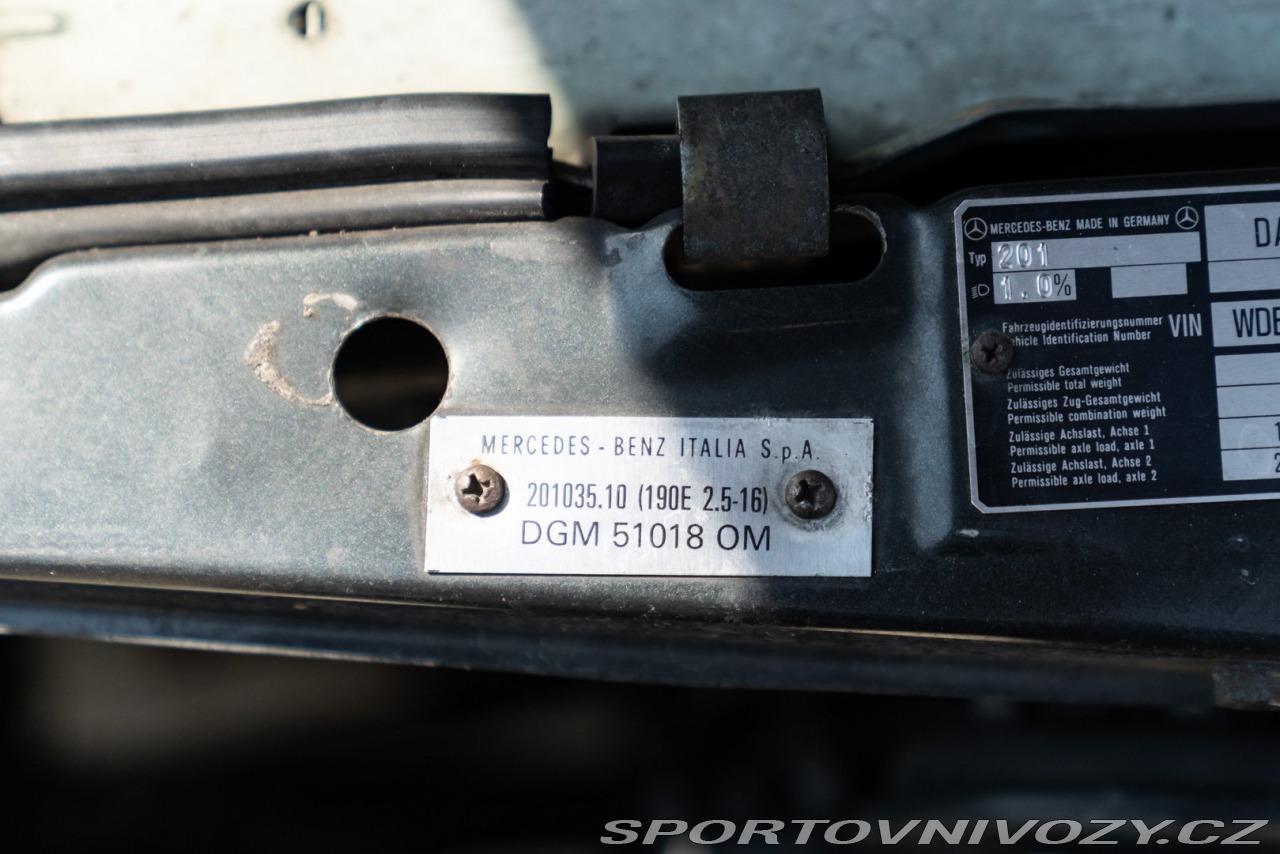 MERCEDES-BENZ MADE IN GERMANY
Typ 201
1.0%
Fahrzeugidentifizierungsnummer VIN WDB
Vehicle Identification Number
Zulässiges Gesamtgewicht
Permissible total weight
Zulässiges Zug-Gesamtgewicht
Permissible combination weight
Zulässige Achslast, Achse 1
Permissible axle load, axle 1
Zulässige Achslast, Achse 2
Permissible axle load, axle 2
MERCEDES - BENZ ITALIA S.p.A.
201035.10 (190E 2.5-16)
DGM 51018 OM
SPORTOVNIVOZY.CZ